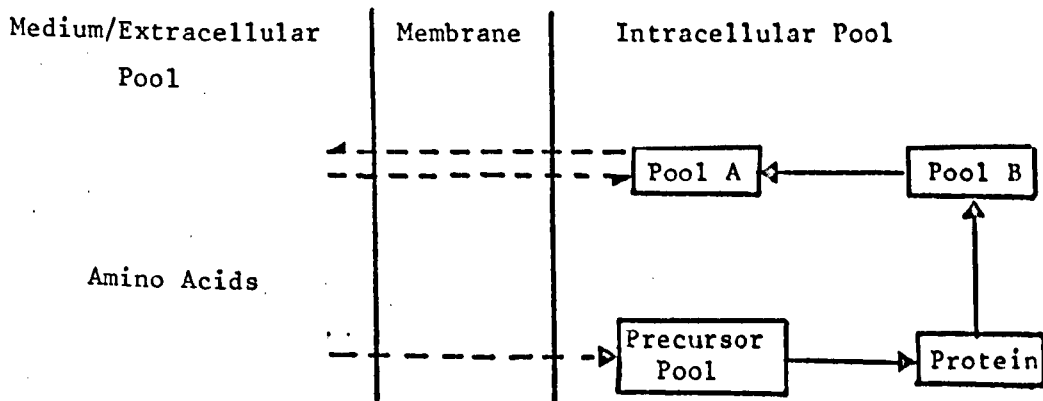 Medium/Extracellular Pool
Membrane
Intracellular Pool
Pool A
Pool B
Amino Acids
Precursor
Pool
Protein